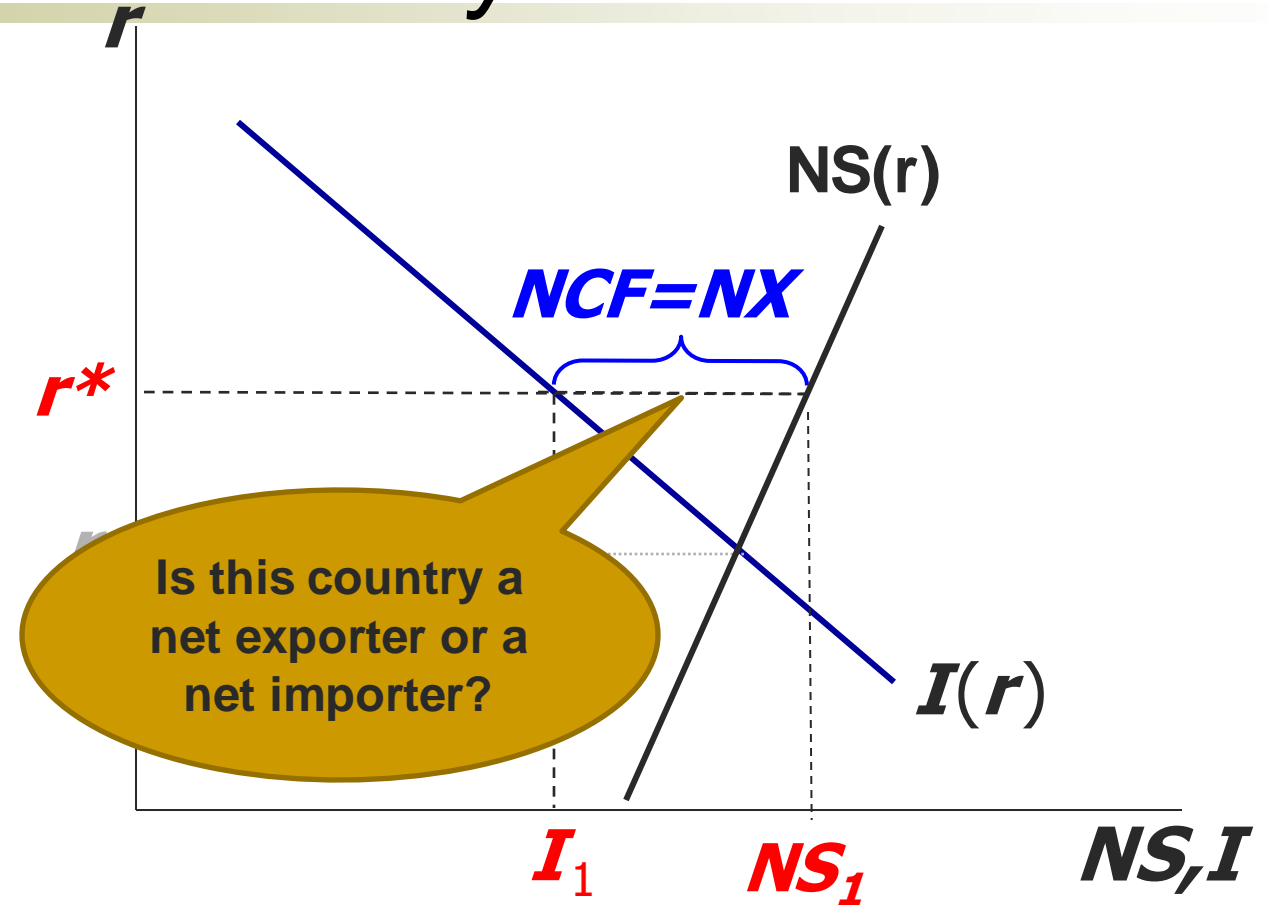 r
NS(r)
NCF=NX
r*
Is this country a
net exporter or a
net importer?
I(r)
I1
NS1
NS,I